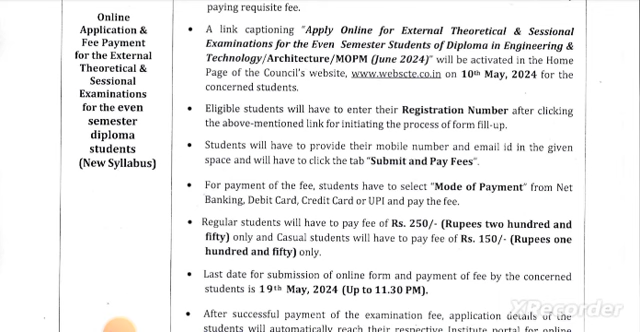 paying requisite fee.
Online
Application &
Fee Payment
for the External
Theoretical &
Sessional
Examinations
for the even
semester
diploma
students
(New Syllabus)
• A link captioning "Apply Online for External Theoretical & Sessional
Examinations for the Even Semester Students of Diploma in Engineering &
Technology/Architecture/MOPM (June 2024)" will be activated in the Home
Page of the Council's website, www.webscte.co.in on 10th May, 2024 for the
concerned students.
• Eligible students will have to enter their Registration Number after clicking
the above-mentioned link for initiating the process of form fill-up.
• Students will have to provide their mobile number and email id in the given
space and will have to click the tab "Submit and Pay Fees".
• For payment of the fee, students have to select "Mode of Payment" from Net
Banking, Debit Card, Credit Card or UPI and pay the fee.
• Regular students will have to pay fee of Rs. 250/- (Rupees two hundred and
fifty) only and Casual students will have to pay fee of Rs. 150/- (Rupees one
hundred and fifty) only.
• Last date for submission of online form and payment of fee by the concerned
students is 19th May, 2024 (Up to 11.30 PM).
• After successful payment of the examination fee, application details of the
students will automatically reach their respective Institute portal for online
XRecorder